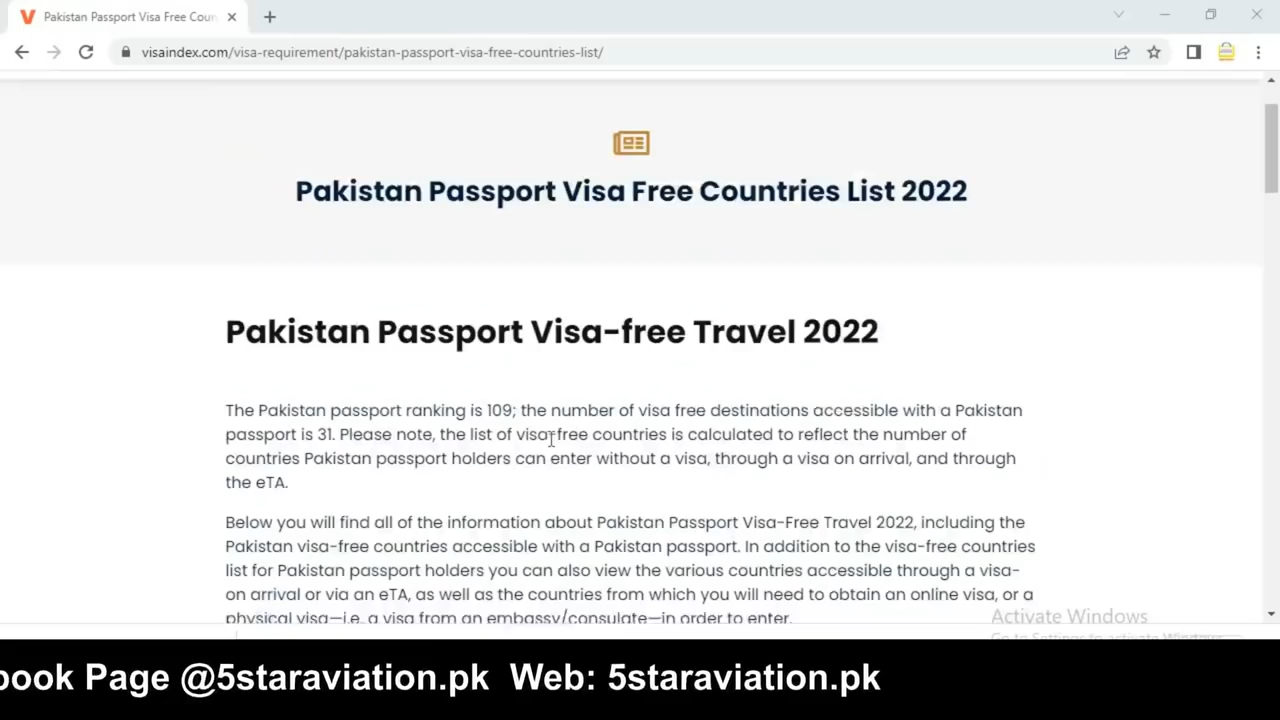 Pakistan Passport Visa Free Coun
visaindex.com/visa-requirement/pakistan-passport-visa-free-countries-list/
Pakistan Passport Visa Free Countries List 2022
Pakistan Passport Visa-free Travel 2022
The Pakistan passport ranking is 109; the number of visa free destinations accessible with a Pakistan
passport is 31. Please note, the list of visa-free countries is calculated to reflect the number of
countries Pakistan passport holders can enter without a visa, through a visa on arrival, and through
the eTA.
Below you will find all of the information about Pakistan Passport Visa-Free Travel 2022, including the
Pakistan visa-free countries accessible with a Pakistan passport. In addition to the visa-free countries
list for Pakistan passport holders you can also view the various countries accessible through a visa-
on arrival or via an eTA, as well as the countries from which you will need to obtain an online visa, or a
physical visa—i.e. a visa from an embassy/consulate—in order to enter.
Activate Windows
Go to Settings to activate Windows.
book Page @5staraviation.pk Web: 5staraviation.pk